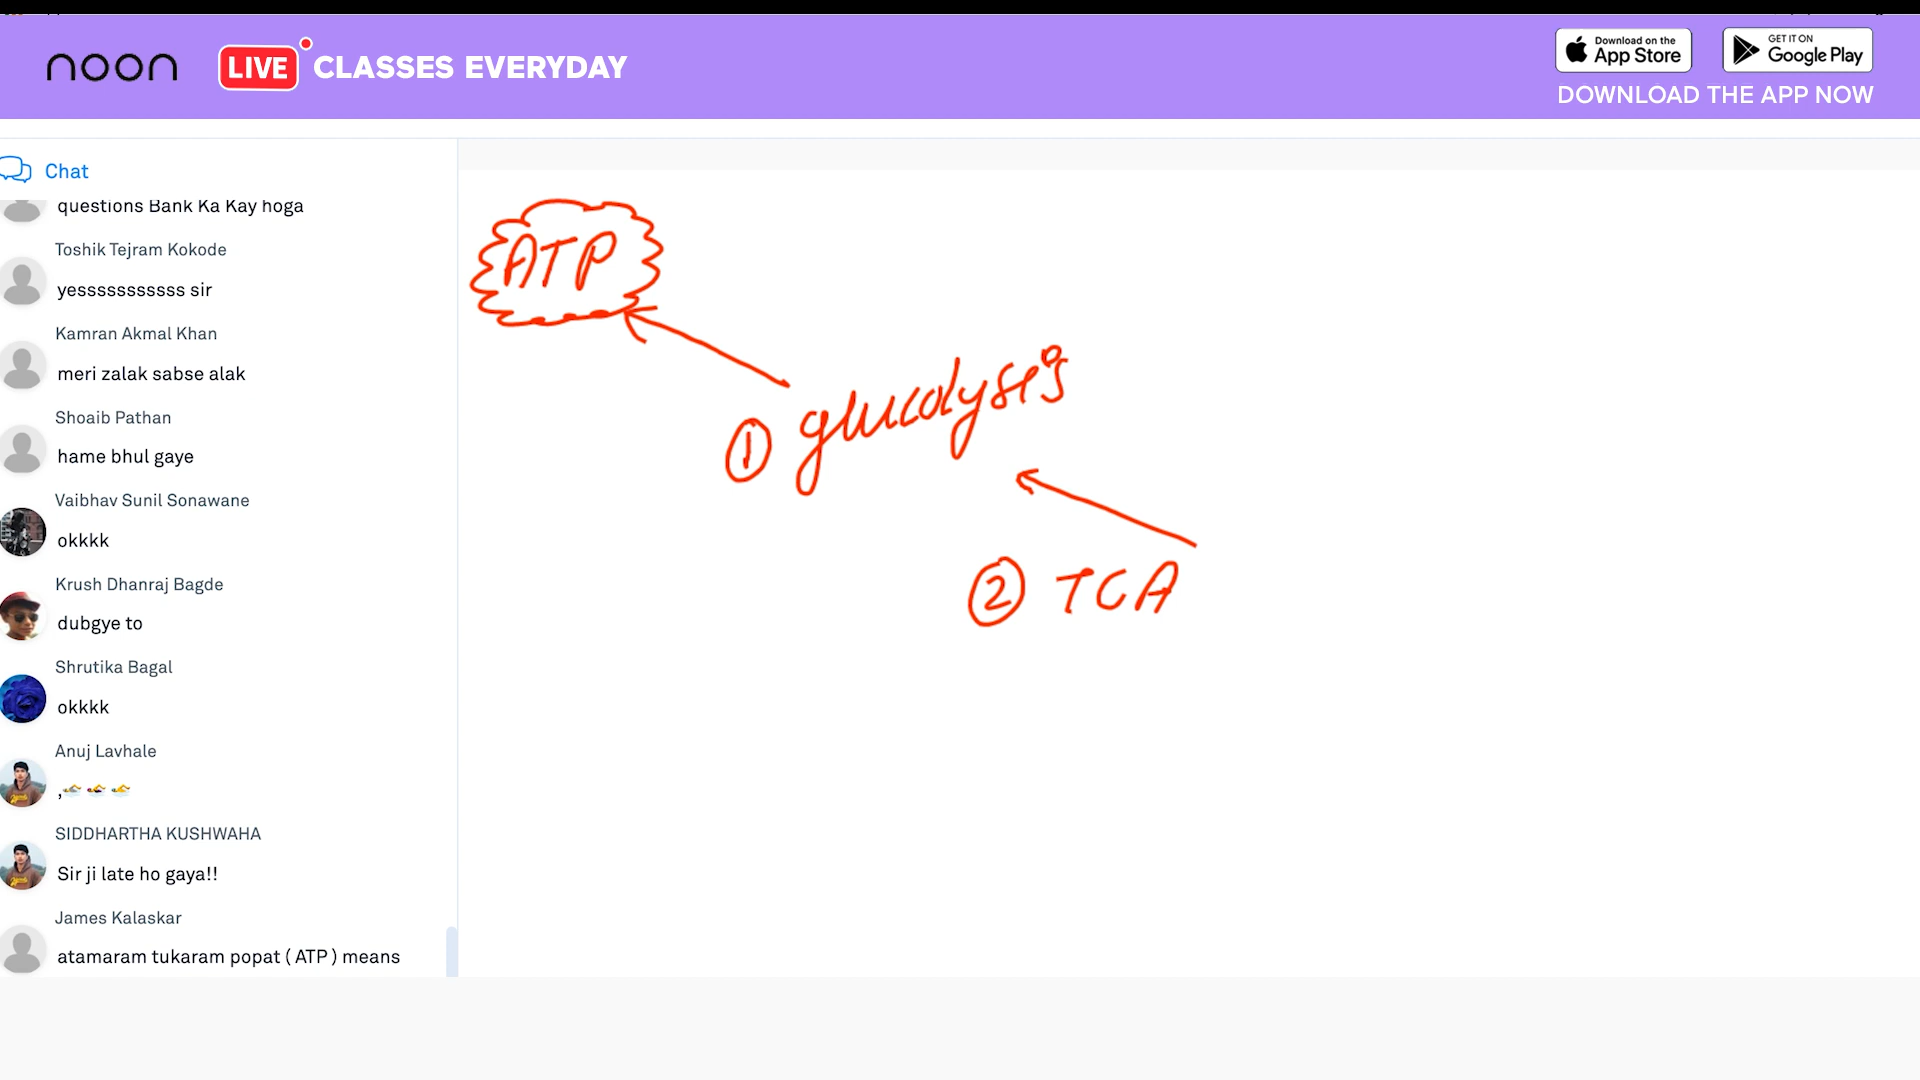 noon LIVE CLASSES EVERYDAY
Download on the App Store
GET IT ON Google Play
DOWNLOAD THE APP NOW
Chat
questions Bank Ka Kay hoga
Toshik Tejram Kokode
yesssssssssss sir
Kamran Akmal Khan
meri zalak sabse alak
Shoaib Pathan
hame bhul gaye
Vaibhav Sunil Sonawane
okkkk
Krush Dhanraj Bagde
dubgye to
Shrutika Bagal
okkkk
Anuj Lavhale
,🏊🏊🏊
SIDDHARTHA KUSHWAHA
Sir ji late ho gaya!!
James Kalaskar
atamaram tukaram popat ( ATP ) means
ATP
① glucolysis
② TCA